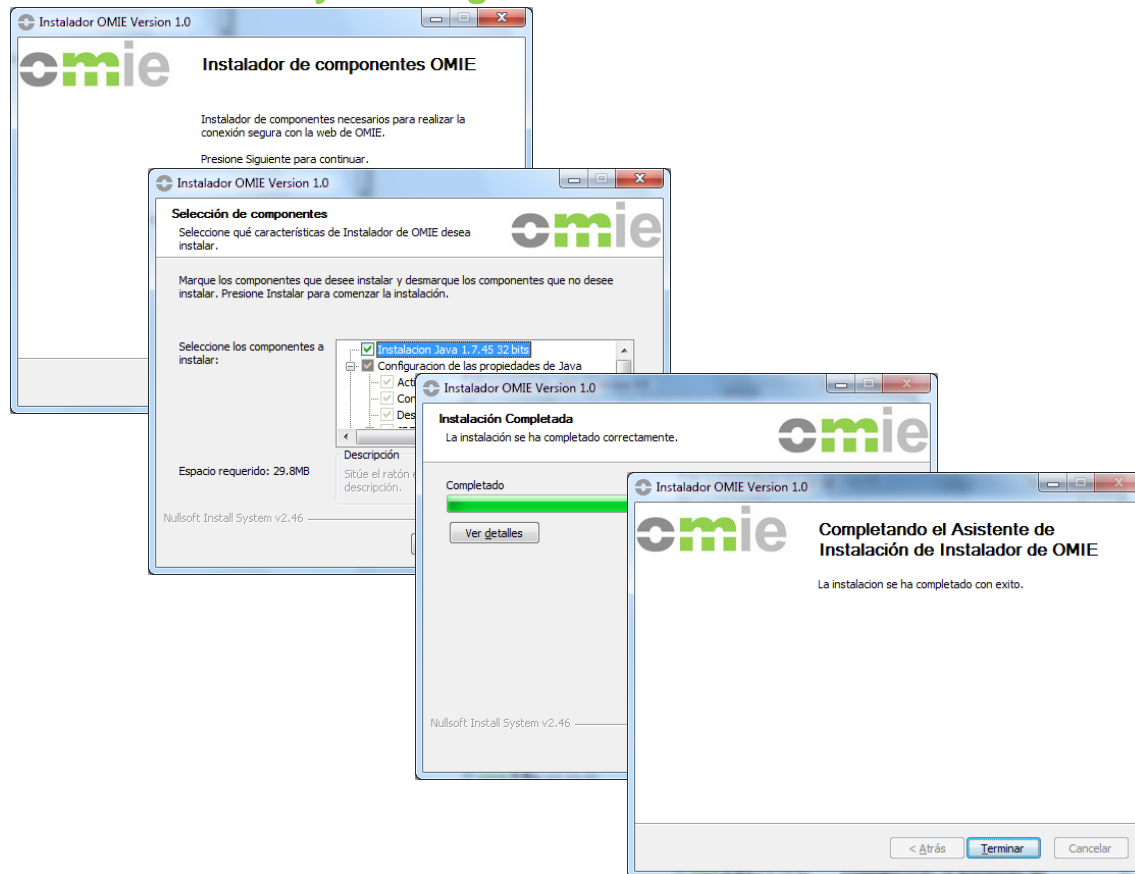 Instalador OMIE Version 1.0
omie
Instalador de componentes OMIE
Instalador de componentes necesarios para realizar la
conexión segura con la web de OMIE.
Presione Siguiente para continuar.
Instalador OMIE Version 1.0
Selección de componentes
Seleccione qué características de Instalador de OMIE desea
instalar.
omie
Marque los componentes que desee instalar y desmarque los componentes que no desee
instalar. Presione Instalar para comenzar la instalación.
Seleccione los componentes a
instalar:
Instalacion Java 1.7.45 32 bits
Configuracion de las propiedades de Java
Acti
Con
Des
Descripción
Sitúe el ratón
descripción.
Espacio requerido: 29.8MB
Nullsoft Install System v2.46
Instalador OMIE Version 1.0
Instalación Completada
La instalación se ha completado correctamente.
omie
Completado
Ver detalles
Nullsoft Install System v2.46
Instalador OMIE Version 1.0
omie
Completando el Asistente de
Instalación de Instalador de OMIE
La instalacion se ha completado con exito.
< Atrás
Terminar
Cancelar